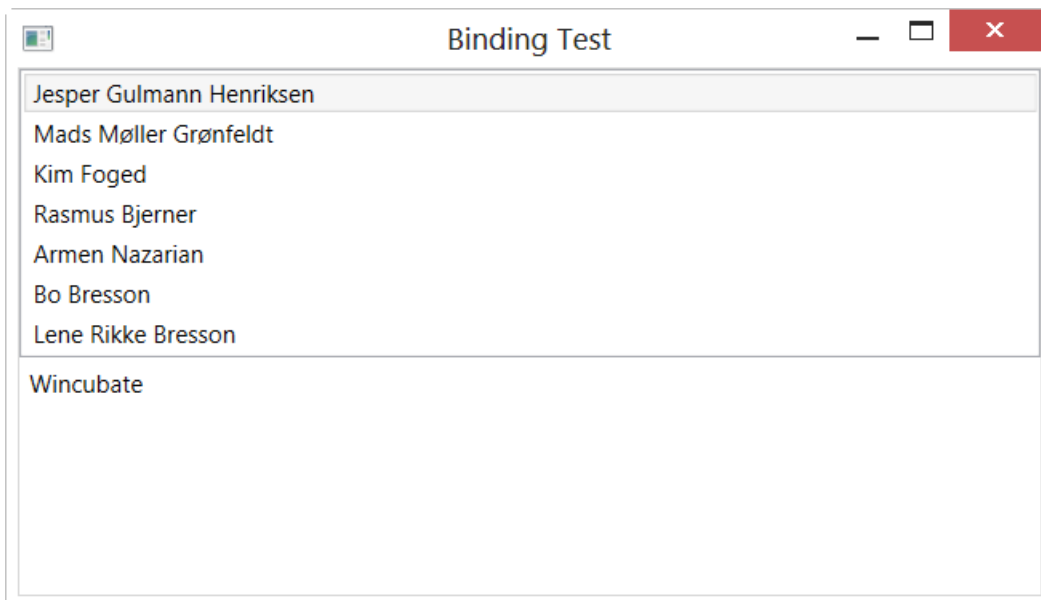 Binding Test
Jesper Gulmann Henriksen
Mads Møller Grønfeldt
Kim Foged
Rasmus Bjerner
Armen Nazarian
Bo Bresson
Lene Rikke Bresson
Wincubate